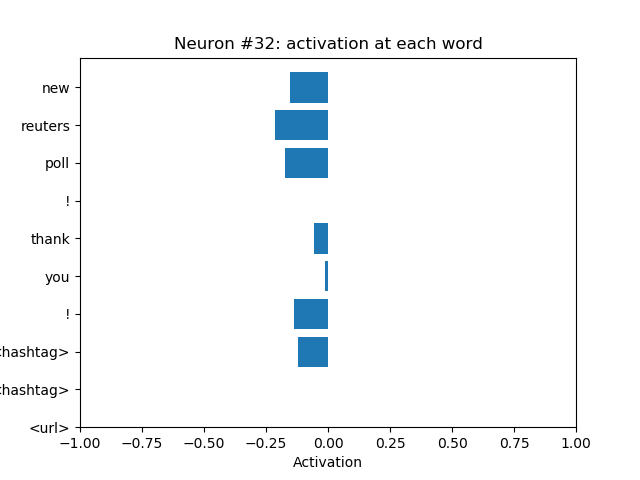 Neuron #32: activation at each word
new
reuters
poll
!
thank
you
!
hashtag>
hashtag>
<url>
−1.00 −0.75 −0.50 −0.25 0.00 0.25 0.50 0.75 1.00
Activation